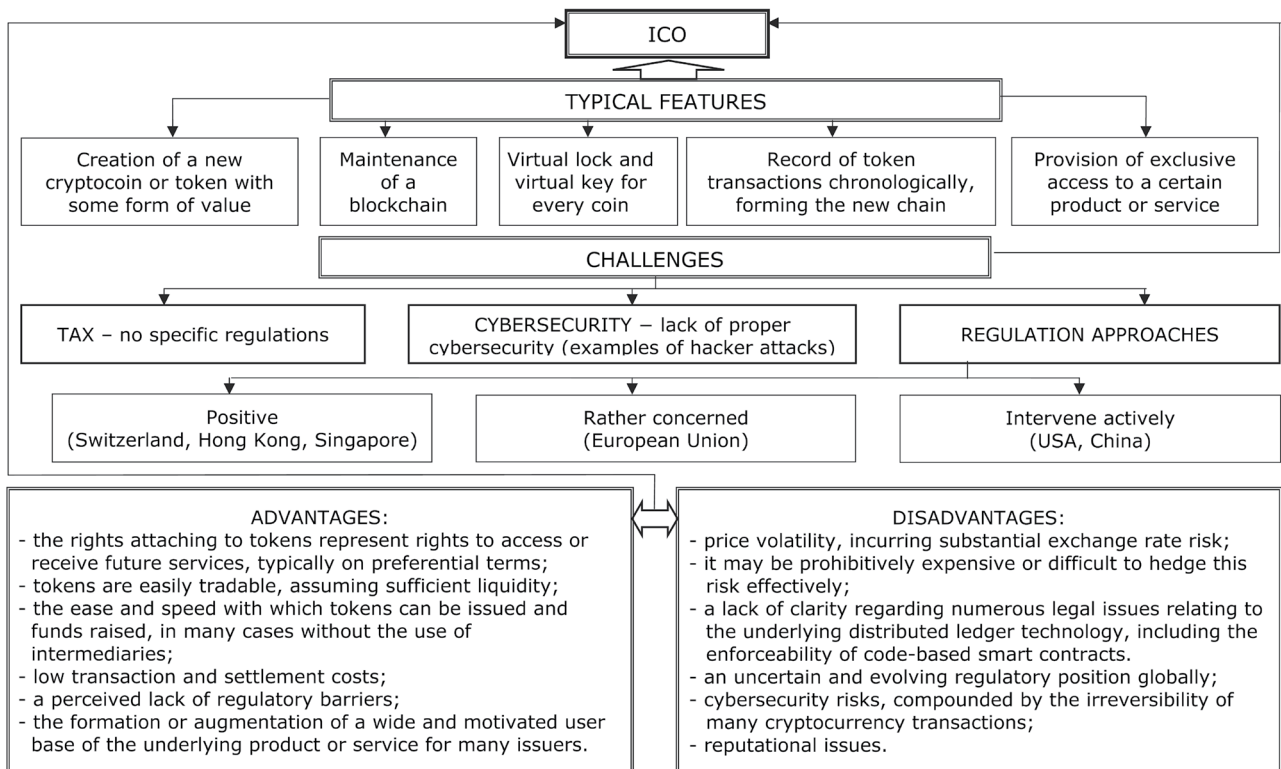 ICO
TYPICAL FEATURES
Creation of a new
cryptocoin or token with
some form of value
Maintenance
of a
blockchain
Virtual lock and
virtual key for
every coin
Record of token
transactions chronologically,
forming the new chain
Provision of exclusive
access to a certain
product or service
CHALLENGES
TAX – no specific regulations
CYBERSECURITY – lack of proper
cybersecurity (examples of hacker attacks)
REGULATION APPROACHES
Positive
(Switzerland, Hong Kong, Singapore)
Rather concerned
(European Union)
Intervene actively
(USA, China)
ADVANTAGES:
- the rights attaching to tokens represent rights to access or
receive future services, typically on preferential terms;
- tokens are easily tradable, assuming sufficient liquidity;
- the ease and speed with which tokens can be issued and
funds raised, in many cases without the use of
intermediaries;
- low transaction and settlement costs;
- a perceived lack of regulatory barriers;
- the formation or augmentation of a wide and motivated user
base of the underlying product or service for many issuers.
DISADVANTAGES:
- price volatility, incurring substantial exchange rate risk;
- it may be prohibitively expensive or difficult to hedge this
risk effectively;
- a lack of clarity regarding numerous legal issues relating to
the underlying distributed ledger technology, including the
enforceability of code-based smart contracts.
- an uncertain and evolving regulatory position globally;
- cybersecurity risks, compounded by the irreversibility of
many cryptocurrency transactions;
- reputational issues.